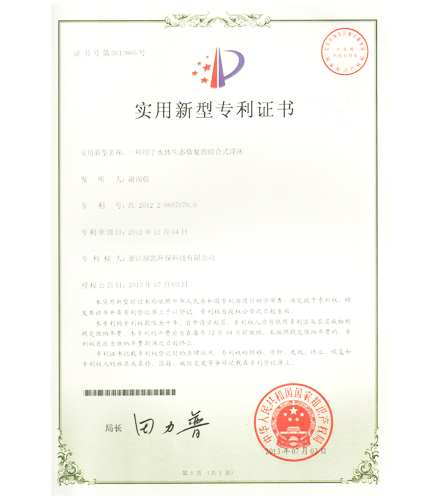 证书号第3013865号
实用新型专利证书
实用新型名称：一种用于水体生态修复的组合式浮床
发 明 人：
专 利 号：ZL 2012 2 0657070.0
专利申请日：2012年12月04日
专 利 权 人：浙江绿凯环保科技有限公司
授权公告日：2013年07月03日
本实用新型经过本局依照中华人民共和国专利法进行初步审查，决定授予专利权，颁
发本证书并在专利登记簿上予以登记。专利权自授权公告之日起生效。
本专利的专利权期限为十年，自申请日起算。专利权人应当依照专利法及其实施细则
规定缴纳年费。本专利的年费应当在每年12月04日前缴纳。未按照规定缴纳年费的，专
利权自应当缴纳年费期满之日起终止。
专利证书记载专利权登记时的法律状况。专利权的转移、质押、无效、终止、恢复和
专利权人的姓名或名称、国籍、地址变更等事项记载在专利登记簿上。
局长 田力普
中华人民共和国国家知识产权局
2013年07月03日
第1页（共1页）